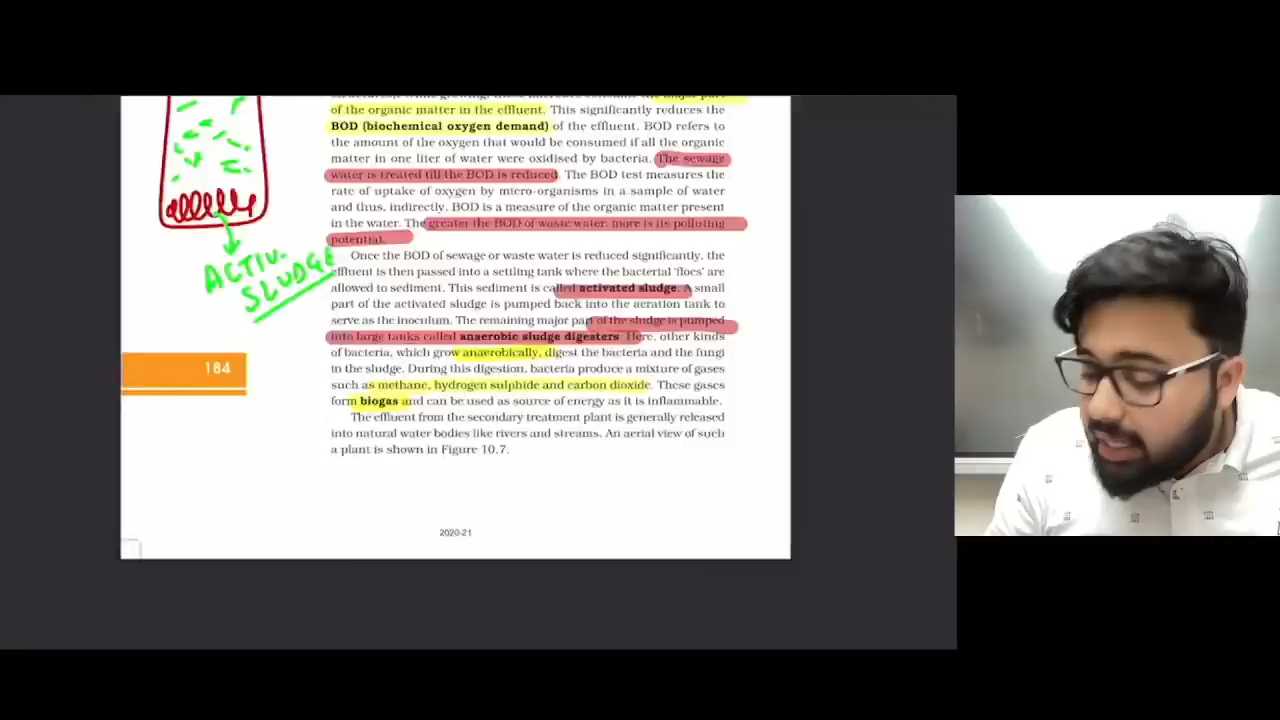 of the organic matter in the effluent. This significantly reduces the
BOD (biochemical oxygen demand) of the effluent. BOD refers to
the amount of the oxygen that would be consumed if all the organic
matter in one liter of water were oxidised by bacteria. The sewage
water is treated till the BOD is reduced. The BOD test measures the
rate of uptake of oxygen by micro-organisms in a sample of water
and thus, indirectly, BOD is a measure of the organic matter present
in the water. The greater the BOD of waste water, more is its polluting
potential.
Once the BOD of sewage or waste water is reduced significantly, the
effluent is then passed into a settling tank where the bacterial 'flocs' are
allowed to sediment. This sediment is called activated sludge. A small
part of the activated sludge is pumped back into the aeration tank to
serve as the inoculum. The remaining major part of the sludge is pumped
into large tanks called anaerobic sludge digesters. Here, other kinds
of bacteria, which grow anaerobically, digest the bacteria and the fungi
in the sludge. During this digestion, bacteria produce a mixture of gases
such as methane, hydrogen sulphide and carbon dioxide. These gases
form biogas and can be used as source of energy as it is inflammable.
The effluent from the secondary treatment plant is generally released
into natural water bodies like rivers and streams. An aerial view of such
a plant is shown in Figure 10.7.
ACTIV.
SLUDGE
184
2020-21